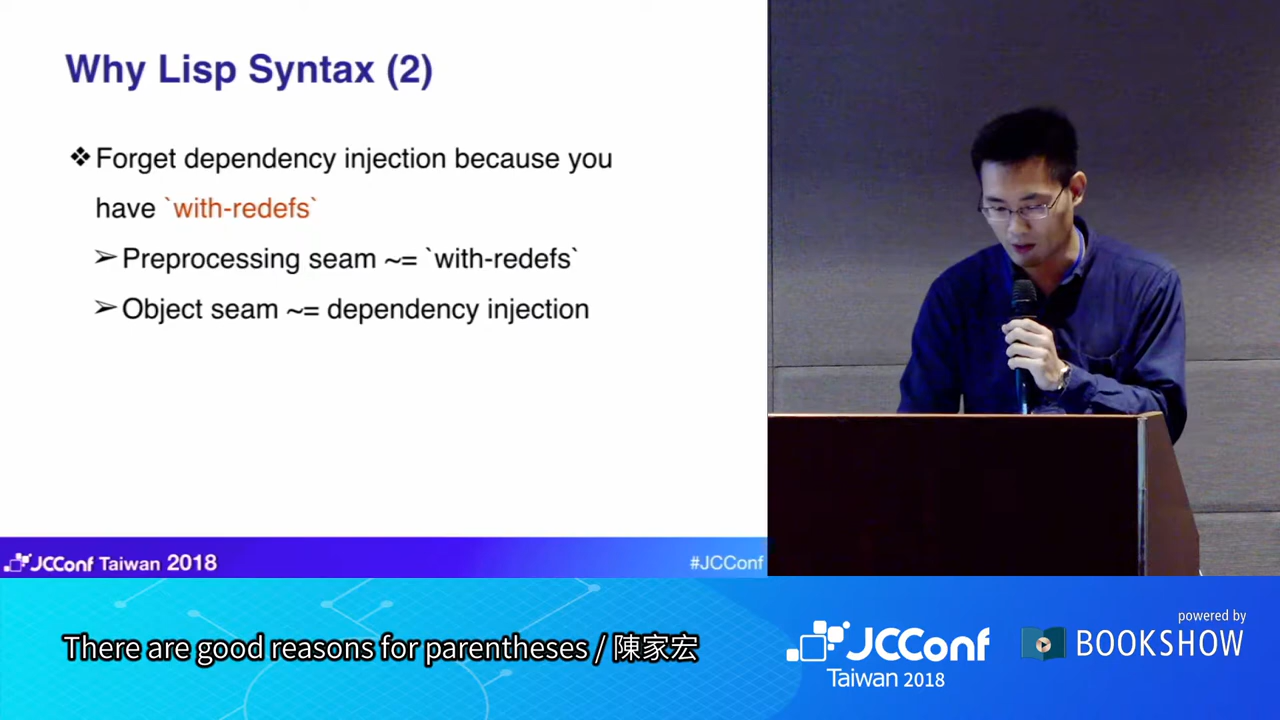 Why Lisp Syntax (2)
❖ Forget dependency injection because you
have `with-redefs`
➢ Preprocessing seam ~= `with-redefs`
➢ Object seam ~= dependency injection
JCConf Taiwan 2018
#JCConf
There are good reasons for parentheses / 陳家宏
JCConf
Taiwan 2018
powered by
BOOKSHOW